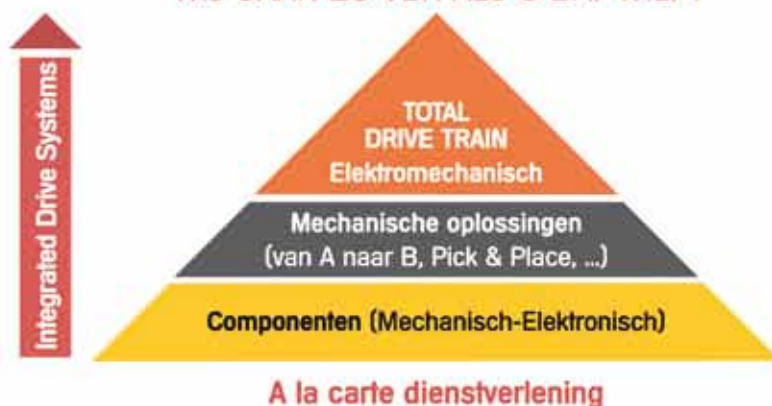 Integrated Drive Systems
TOTAL
DRIVE TRAIN
Elektromechanisch
Mechanische oplossingen
(van A naar B, Pick & Place, ...)
Componenten (Mechanisch-Elektronisch)
A la carte dienstverlening